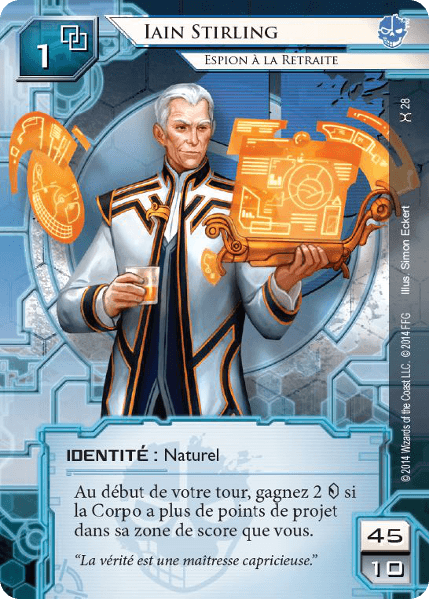 1
Iain Stirling
Espion à la Retraite
28
Illus. Simon Eckert
© 2014 Wizards of the Coast LLC. © 2014 FFG
IDENTITÉ : Naturel
Au début de votre tour, gagnez 2 si
la Corpo a plus de points de projet
dans sa zone de score que vous.
“La vérité est une maîtresse capricieuse.”
45
10